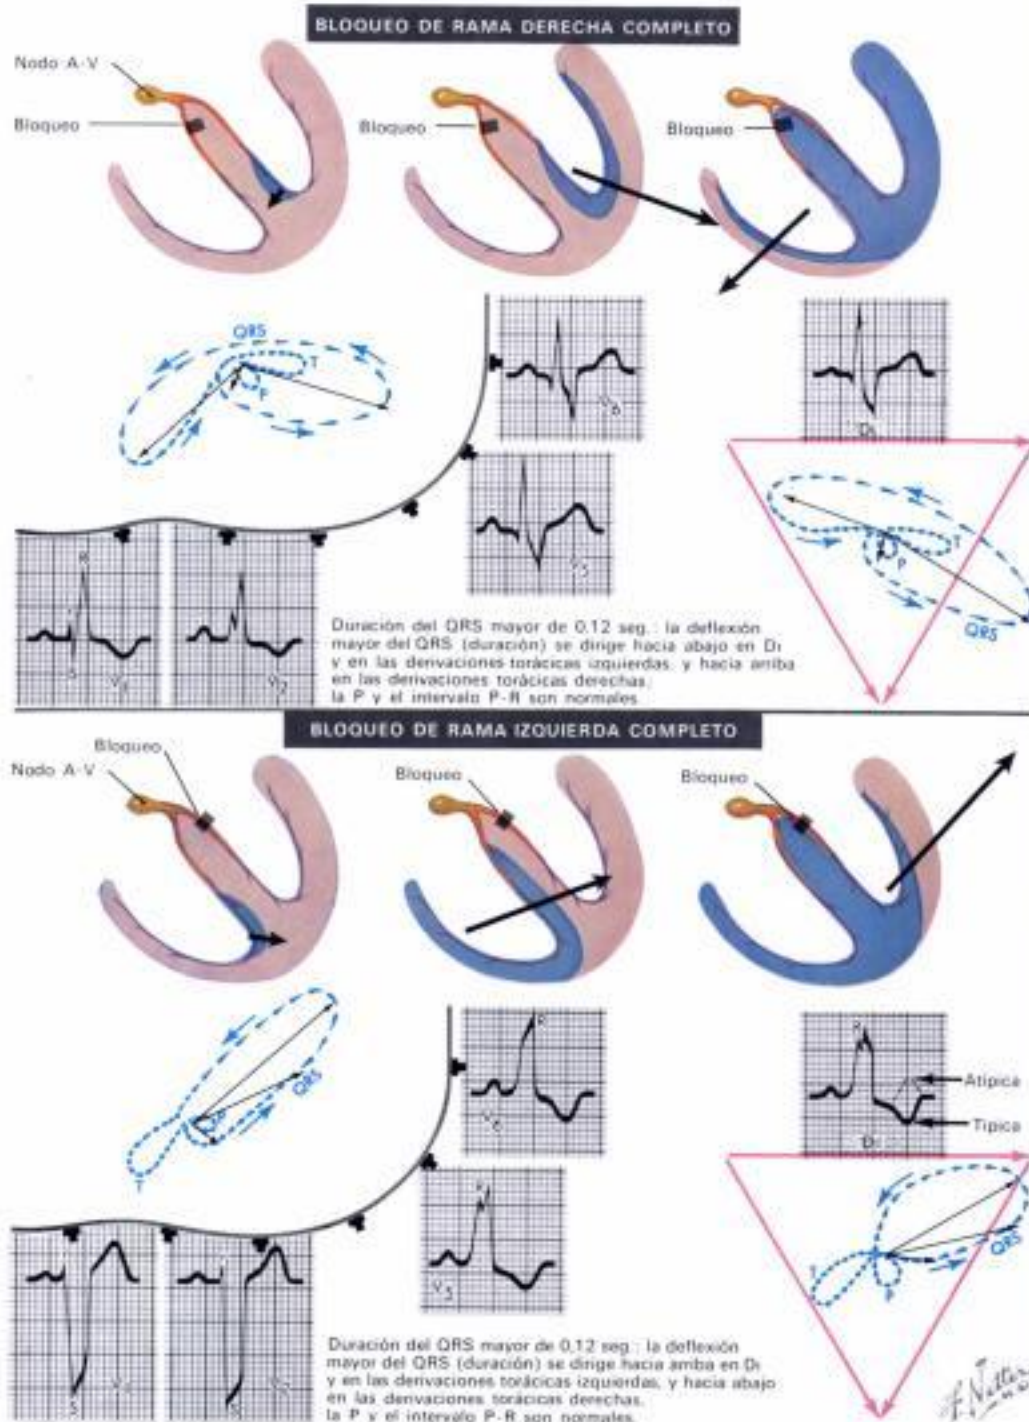 BLOQUEO DE RAMA DERECHA COMPLETO
Nodo A-V
Bloqueo
Bloqueo
Bloqueo
QRS
T
P
V6
D1
V5
T
P
QRS
R
S
V1
V2
Duración del QRS mayor de 0,12 seg.: la deflexión
mayor del QRS (duración) se dirige hacia abajo en D1
y en las derivaciones torácicas izquierdas, y hacia arriba
en las derivaciones torácicas derechas;
la P y el intervalo P-R son normales.
BLOQUEO DE RAMA IZQUIERDA COMPLETO
Bloqueo
Nodo A-V
Bloqueo
Bloqueo
QRS
T
R
V6
R
Atípica
Típica
D1
V5
T
P
QRS
S
V1
S
V2
Duración del QRS mayor de 0,12 seg.: la deflexión
mayor del QRS (duración) se dirige hacia arriba en D1
y en las derivaciones torácicas izquierdas, y hacia abajo
en las derivaciones torácicas derechas;
la P y el intervalo P-R son normales.
F. Netter